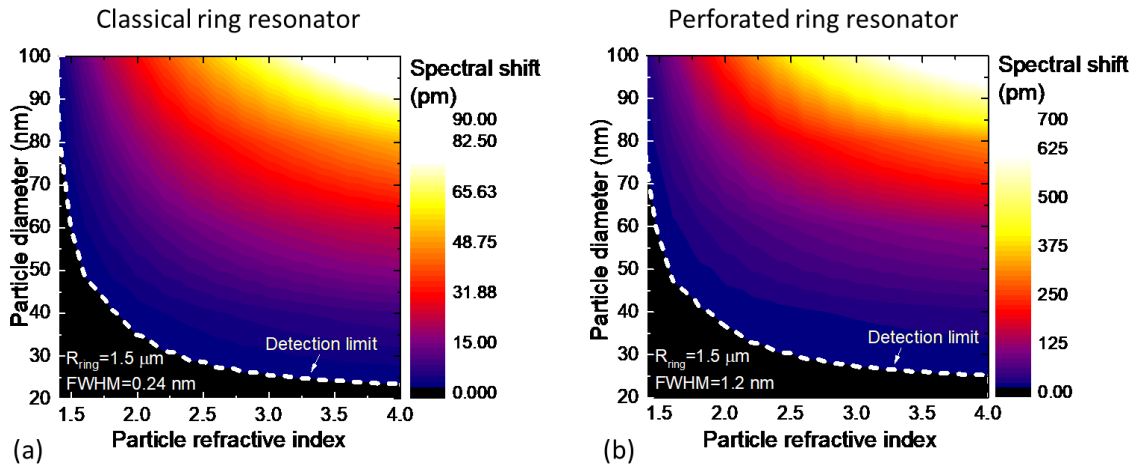 Classical ring resonator
Perforated ring resonator
100
90
80
70
60
50
40
30
20
Particle diameter (nm)
1.5 2.0 2.5 3.0 3.5 4.0
Particle refractive index
Detection limit
R_ring=1.5 μm
FWHM=0.24 nm
Spectral shift
(pm)
90.00
82.50
65.63
48.75
31.88
15.00
0.000
(a)
100
90
80
70
60
50
40
30
20
Particle diameter (nm)
1.5 2.0 2.5 3.0 3.5 4.0
Particle refractive index
Detection limit
R_ring=1.5 μm
FWHM=1.2 nm
Spectral shift
(pm)
700
625
500
375
250
125
0.00
(b)